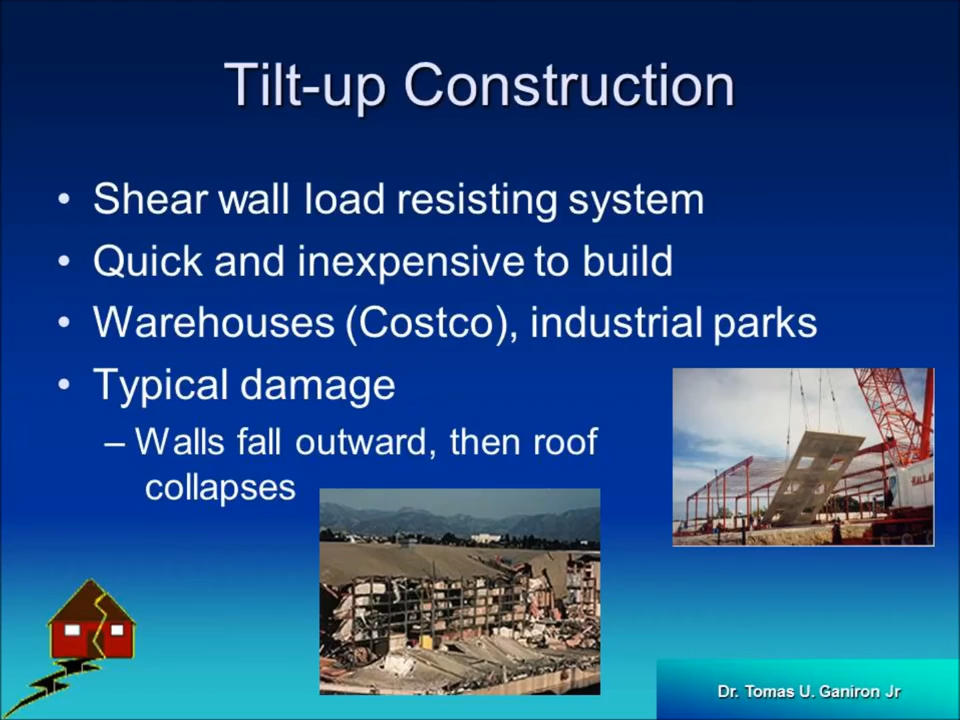 Tilt-up Construction
• Shear wall load resisting system
• Quick and inexpensive to build
• Warehouses (Costco), industrial parks
• Typical damage
– Walls fall outward, then roof
collapses
Dr. Tomas U. Ganiron Jr